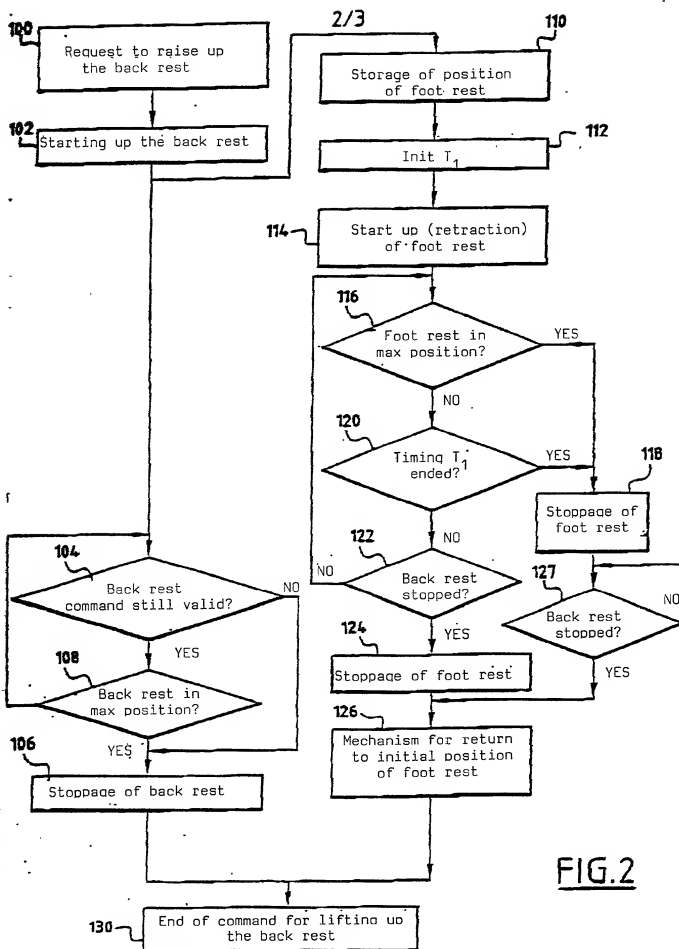 2/3
100
Request to raise up
the back rest
102
Starting up the back rest
110
Storage of position
of foot rest
112
Init T1
114
Start up (retraction)
of foot rest
116
Foot rest in
max position?
YES
NO
120
Timing T1
ended?
YES
NO
118
Stoppage of
foot rest
122
Back rest
stopped?
NO
YES
127
Back rest
stopped?
NO
YES
124
Stoppage of foot rest
126
Mechanism for return
to initial position
of foot rest
104
Back rest
command still valid?
NO
YES
108
Back rest in
max position?
YES
106
Stoppage of back rest
130
End of command for lifting up
the back rest
FIG.2